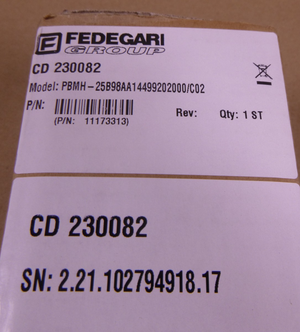 F FEDEGARI
GROUP
CD 230082
Model: PBMH-25B98AA14499202000/C02
P/N:
Rev: Qty: 1 ST
(P/N: 11173313)
CD 230082
SN: 2.21.102794918.17